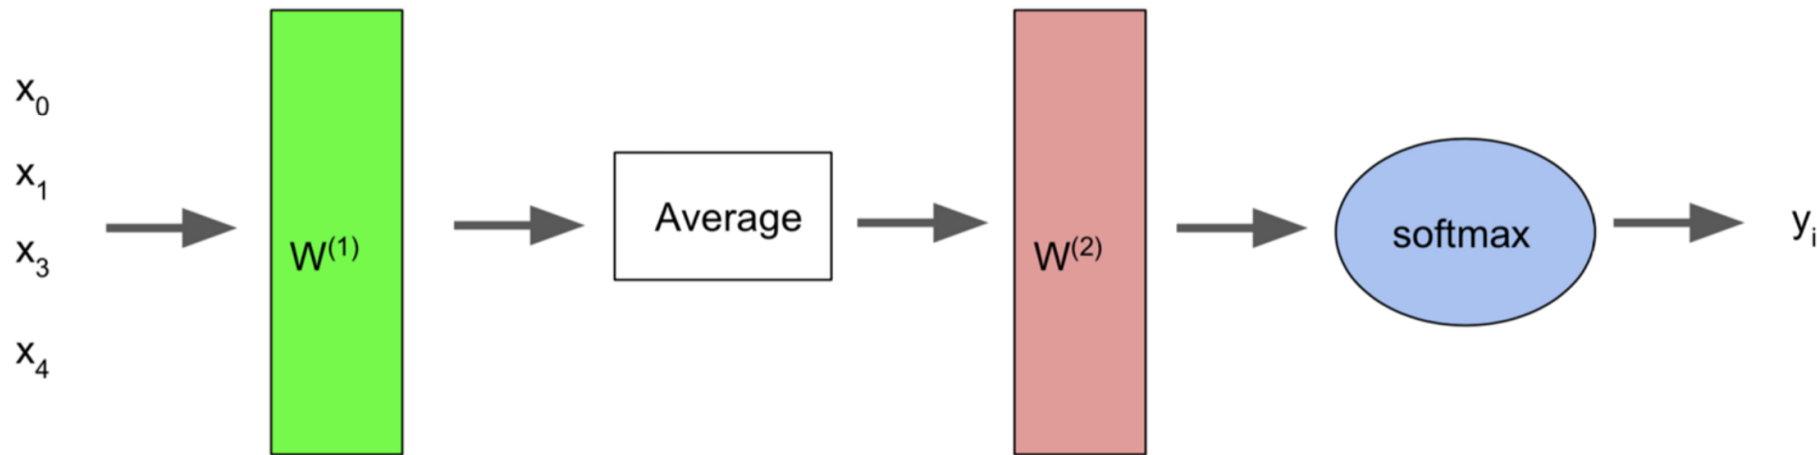 x₀
x₁
x₃
x₄
W⁽¹⁾
Average
W⁽²⁾
softmax
yᵢ